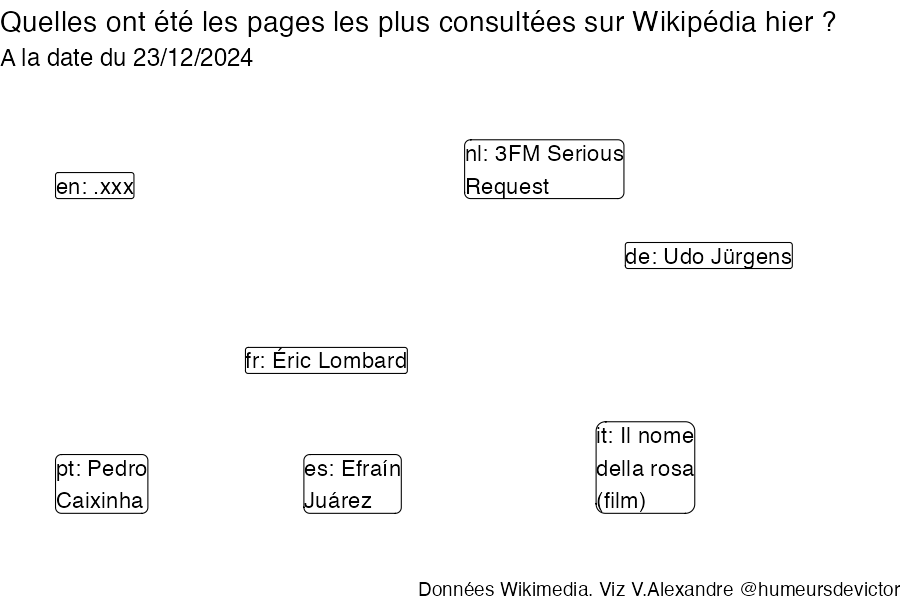 Quelles ont été les pages les plus consultées sur Wikipédia hier ?
A la date du 23/12/2024
nl: 3FM Serious
Request
en: .xxx
de: Udo Jürgens
fr: Éric Lombard
it: Il nome
della rosa
(film)
pt: Pedro
Caixinha
es: Efraín
Juárez
Données Wikimedia. Viz V.Alexandre @humeursdevictor